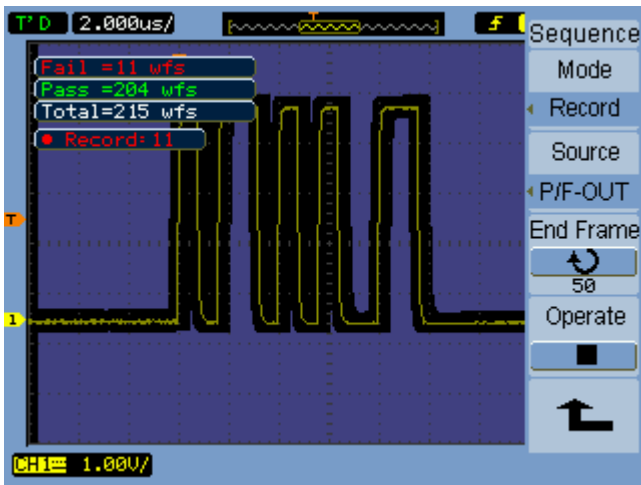 T'D 2.000us/
T
Fail =11 wfs
Pass =204 wfs
Total=215 wfs
Record:11
T
1
CH1 1.00V/
Sequence
Mode
Record
Source
P/F-OUT
End Frame
50
Operate